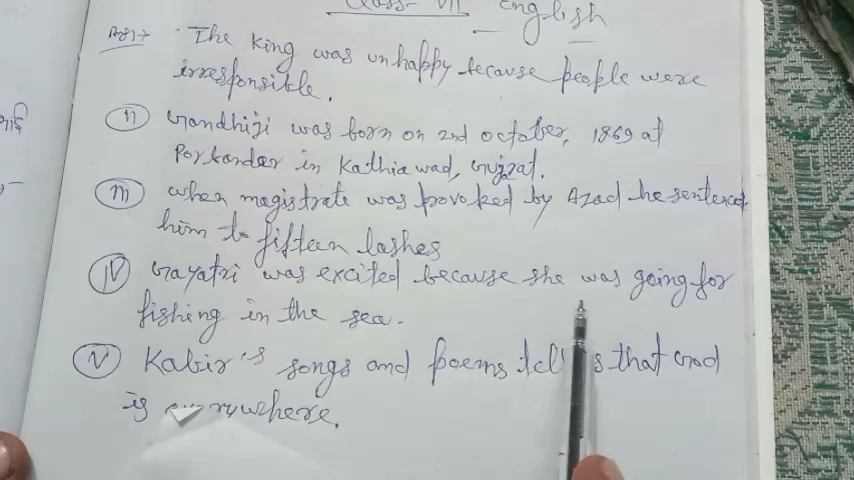 Class- VII English
Ans→ The king was unhappy because people were
irresponsible.
(II) Gandhiji was born on 2nd october, 1869 at
Porbandar in Kathiawad, Gujrat.
(III) When magistrate was provoked by Azad he sentenced
him to fifteen lashes
(IV) Gayatri was excited because she was going for
fishing in the sea.
(V) Kabir's songs and poems tell us that God
is everywhere.